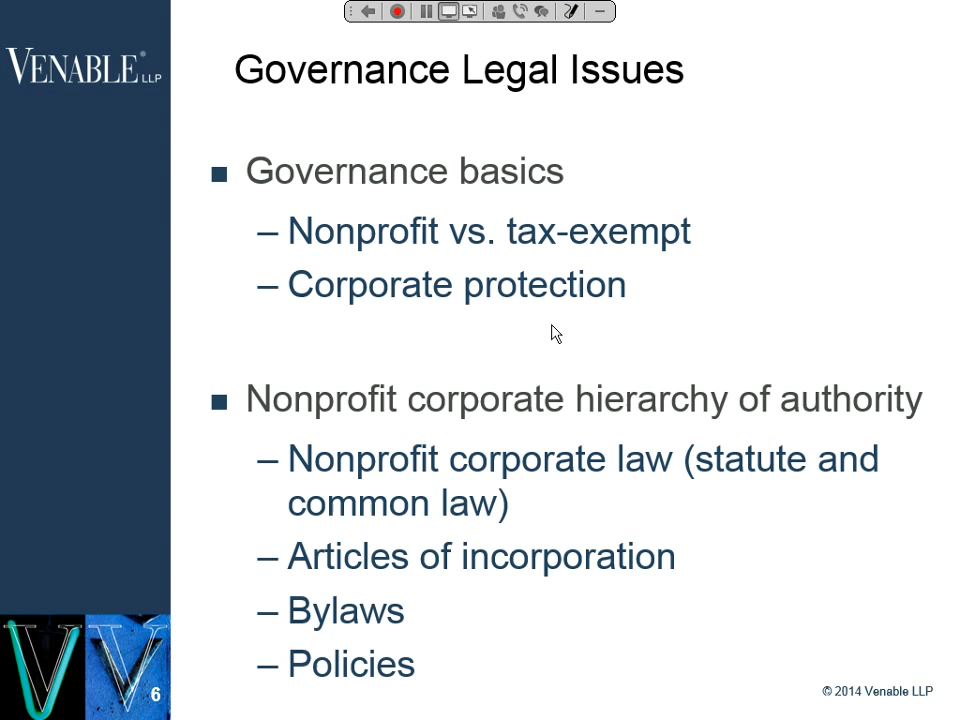 VENABLE® LLP
Governance Legal Issues
■ Governance basics
– Nonprofit vs. tax-exempt
– Corporate protection
■ Nonprofit corporate hierarchy of authority
– Nonprofit corporate law (statute and
common law)
– Articles of incorporation
– Bylaws
– Policies
6
© 2014 Venable LLP